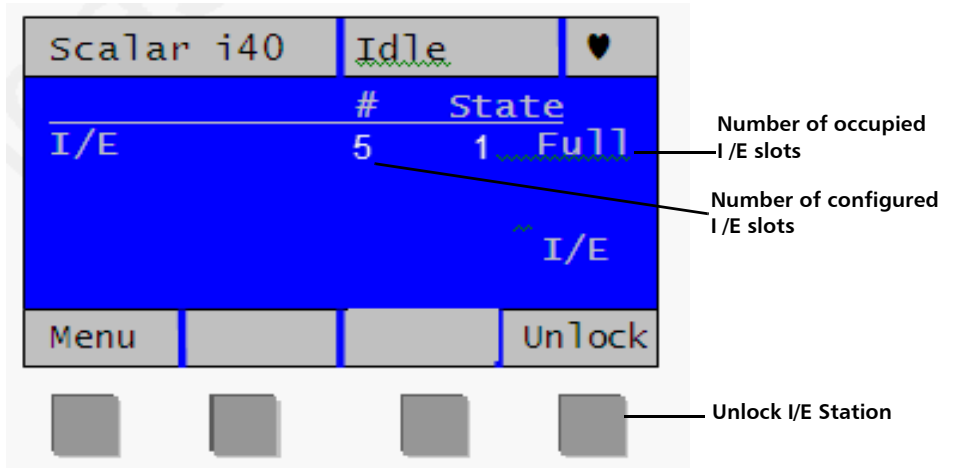 Scalar i40 Idle ♥
# State
I/E 5 1 Full
Number of occupied
I /E slots
Number of configured
I /E slots
I/E
Menu Unlock
Unlock I/E Station